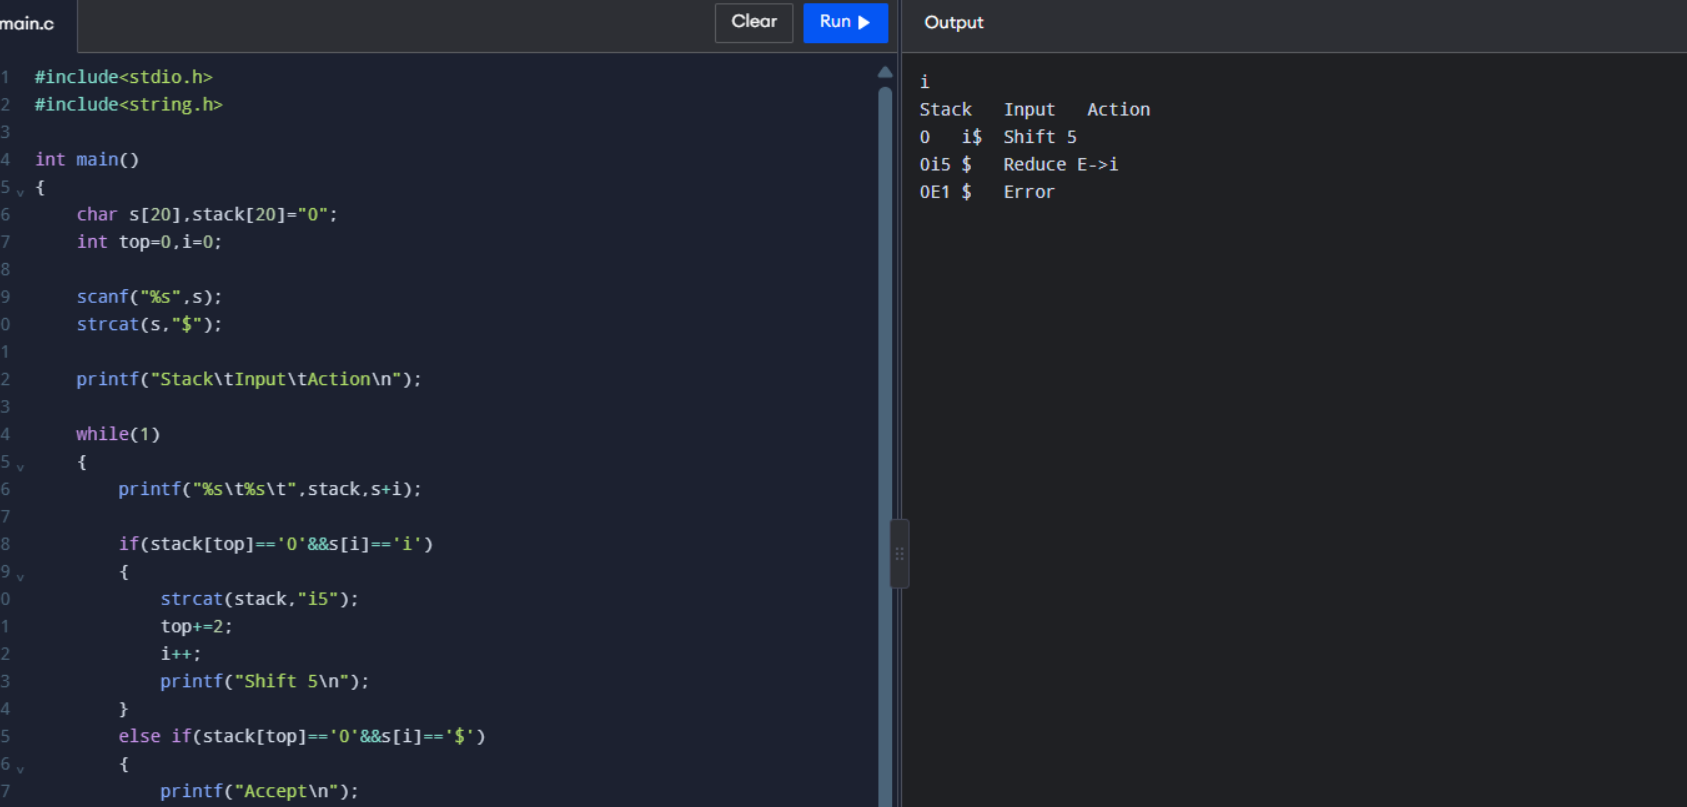 main.c
Clear
Run
Output
1 #include<stdio.h>
2 #include<string.h>
3
4 int main()
5 {
6 char s[20],stack[20]="0";
7 int top=0,i=0;
8
9 scanf("%s",s);
0 strcat(s,"$");
1
2 printf("Stack\tInput\tAction\n");
3
4 while(1)
5 {
6 printf("%s\t%s\t",stack,s+i);
7
8 if(stack[top]=='0'&&s[i]=='i')
9 {
0 strcat(stack,"i5");
1 top+=2;
2 i++;
3 printf("Shift 5\n");
4 }
5 else if(stack[top]=='0'&&s[i]=='$')
6 {
7 printf("Accept\n");
i
Stack Input Action
0 i$ Shift 5
0i5 $ Reduce E->i
0E1 $ Error